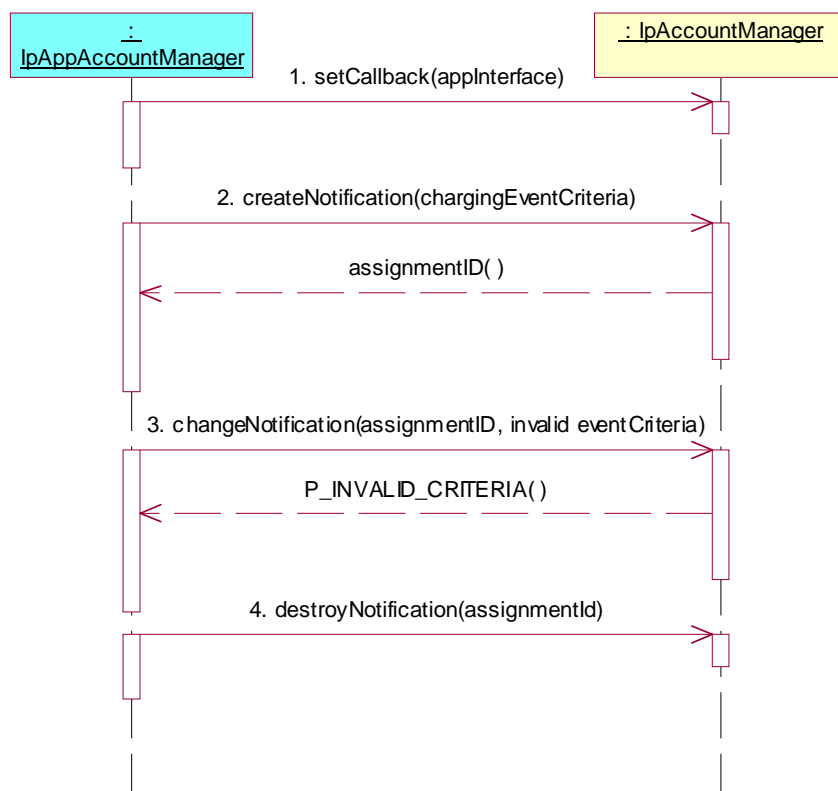 :
IpAppAccountManager
: IpAccountManager
1. setCallback(appInterface)
2. createNotification(chargingEventCriteria)
assignmentID( )
3. changeNotification(assignmentID, invalid eventCriteria)
P_INVALID_CRITERIA( )
4. destroyNotification(assignmentId)